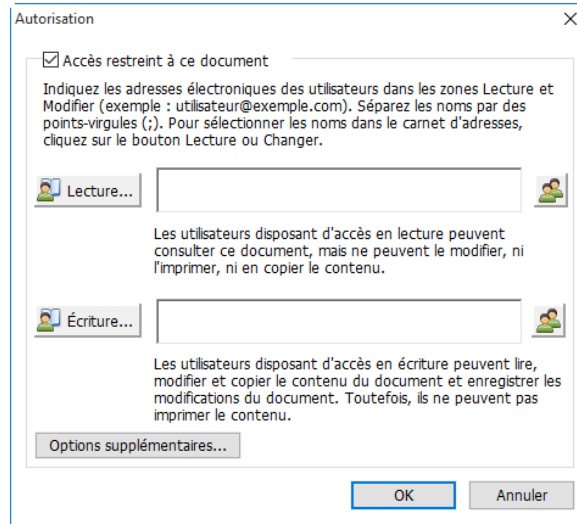 Autorisation
Accès restreint à ce document
Indiquez les adresses électroniques des utilisateurs dans les zones Lecture et
Modifier (exemple : utilisateur@exemple.com). Séparez les noms par des
points-virgules (;). Pour sélectionner les noms dans le carnet d'adresses,
cliquez sur le bouton Lecture ou Changer.
Lecture...
Les utilisateurs disposant d'accès en lecture peuvent
consulter ce document, mais ne peuvent le modifier, ni
l'imprimer, ni en copier le contenu.
Écriture...
Les utilisateurs disposant d'accès en écriture peuvent lire,
modifier et copier le contenu du document et enregistrer les
modifications du document. Toutefois, ils ne peuvent pas
imprimer le contenu.
Options supplémentaires...
OK
Annuler